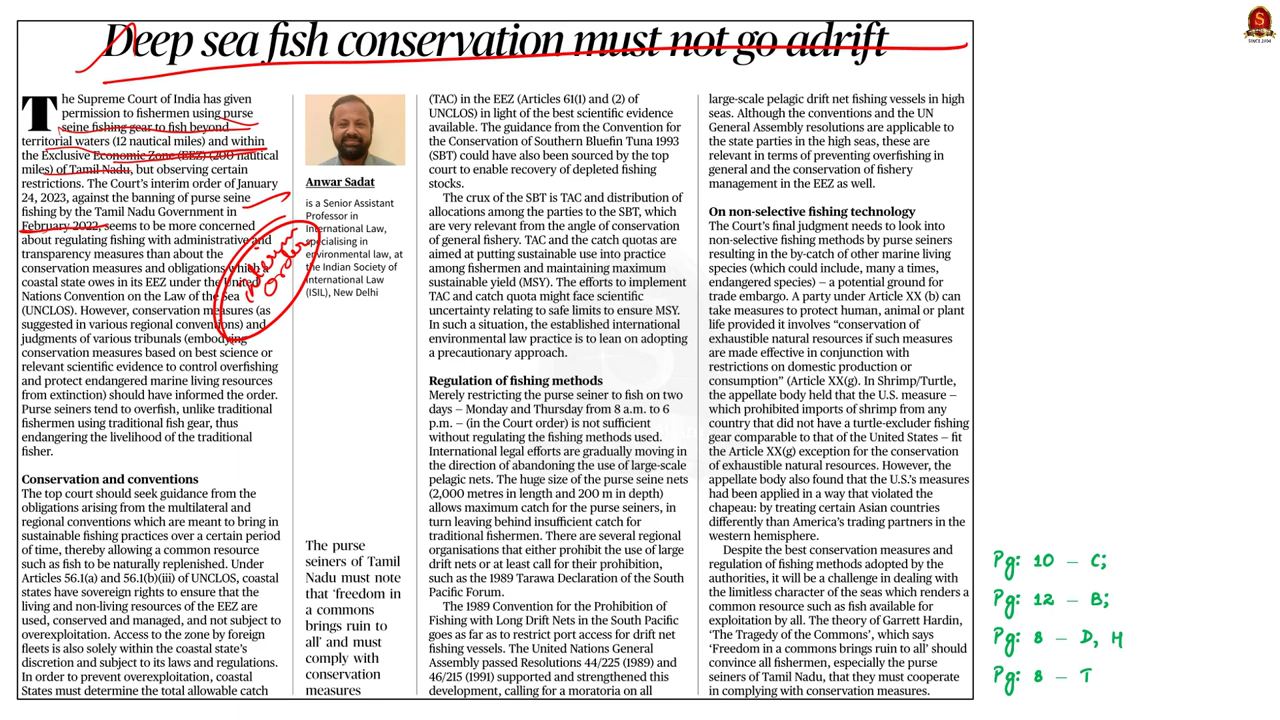 Deep sea fish conservation must not go adrift
The Supreme Court of India has given
permission to fishermen using purse
seine fishing gear to fish beyond
territorial waters (12 nautical miles) and within
the Exclusive Economic Zone (EEZ) (200 nautical
miles) of Tamil Nadu, but observing certain
restrictions. The Court's interim order of January
24, 2023, against the banning of purse seine
fishing by the Tamil Nadu Government in
February 2022, seems to be more concerned
about regulating fishing with administrative and
transparency measures than about the
conservation measures and obligations which a
coastal state owes in its EEZ under the United
Nations Convention on the Law of the Sea
(UNCLOS). However, conservation measures (as
suggested in various regional conventions) and
judgments of various tribunals (embodying
conservation measures based on best science or
relevant scientific evidence to control overfishing
and protect endangered marine living resources
from extinction) should have informed the order.
Purse seiners tend to overfish, unlike traditional
fishermen using traditional fish gear, thus
endangering the livelihood of the traditional
fisher.
Conservation and conventions
The top court should seek guidance from the
obligations arising from the multilateral and
regional conventions which are meant to bring in
sustainable fishing practices over a certain period
of time, thereby allowing a common resource
such as fish to be naturally replenished. Under
Articles 56.1(a) and 56.1(b)(iii) of UNCLOS, coastal
states have sovereign rights to ensure that the
living and non-living resources of the EEZ are
used, conserved and managed, and not subject to
overexploitation. Access to the zone by foreign
fleets is also solely within the coastal state's
discretion and subject to its laws and regulations.
In order to prevent overexploitation, coastal
States must determine the total allowable catch
Anwar Sadat
is a Senior Assistant
Professor in
International Law,
specialising in
environmental law, at
the Indian Society of
International Law
(ISIL), New Delhi
interim
order
The purse
seiners of Tamil
Nadu must note
that 'freedom in
a commons
brings ruin to
all' and must
comply with
conservation
measures
(TAC) in the EEZ (Articles 61(1) and (2) of
UNCLOS) in light of the best scientific evidence
available. The guidance from the Convention for
the Conservation of Southern Bluefin Tuna 1993
(SBT) could have also been sourced by the top
court to enable recovery of depleted fishing
stocks.
The crux of the SBT is TAC and distribution of
allocations among the parties to the SBT, which
are very relevant from the angle of conservation
of general fishery. TAC and the catch quotas are
aimed at putting sustainable use into practice
among fishermen and maintaining maximum
sustainable yield (MSY). The efforts to implement
TAC and catch quota might face scientific
uncertainty relating to safe limits to ensure MSY.
In such a situation, the established international
environmental law practice is to lean on adopting
a precautionary approach.
Regulation of fishing methods
Merely restricting the purse seiner to fish on two
days – Monday and Thursday from 8 a.m. to 6
p.m. – (in the Court order) is not sufficient
without regulating the fishing methods used.
International legal efforts are gradually moving in
the direction of abandoning the use of large-scale
pelagic nets. The huge size of the purse seine nets
(2,000 metres in length and 200 m in depth)
allows maximum catch for the purse seiners, in
turn leaving behind insufficient catch for
traditional fishermen. There are several regional
organisations that either prohibit the use of large
drift nets or at least call for their prohibition,
such as the 1989 Tarawa Declaration of the South
Pacific Forum.
The 1989 Convention for the Prohibition of
Fishing with Long Drift Nets in the South Pacific
goes as far as to restrict port access for drift net
fishing vessels. The United Nations General
Assembly passed Resolutions 44/225 (1989) and
46/215 (1991) supported and strengthened this
development, calling for a moratoria on all
large-scale pelagic drift net fishing vessels in high
seas. Although the conventions and the UN
General Assembly resolutions are applicable to
the state parties in the high seas, these are
relevant in terms of preventing overfishing in
general and the conservation of fishery
management in the EEZ as well.
On non-selective fishing technology
The Court's final judgment needs to look into
non-selective fishing methods by purse seiners
resulting in the by-catch of other marine living
species (which could include, many a times,
endangered species) – a potential ground for
trade embargo. A party under Article XX (b) can
take measures to protect human, animal or plant
life provided it involves "conservation of
exhaustible natural resources if such measures
are made effective in conjunction with
restrictions on domestic production or
consumption" (Article XX(g). In Shrimp/Turtle,
the appellate body held that the U.S. measure –
which prohibited imports of shrimp from any
country that did not have a turtle-excluder fishing
gear comparable to that of the United States – fit
the Article XX(g) exception for the conservation
of exhaustible natural resources. However, the
appellate body also found that the U.S.'s measures
had been applied in a way that violated the
chapeau: by treating certain Asian countries
differently than America's trading partners in the
western hemisphere.
Despite the best conservation measures and
regulation of fishing methods adopted by the
authorities, it will be a challenge in dealing with
the limitless character of the seas which renders a
common resource such as fish available for
exploitation by all. The theory of Garrett Hardin,
'The Tragedy of the Commons', which says
'Freedom in a commons brings ruin to all' should
convince all fishermen, especially the purse
seiners of Tamil Nadu, that they must cooperate
in complying with conservation measures.
S
SINCE 2004
Pg: 10 – C;
Pg: 12 – B;
Pg: 8 – D, H
Pg: 8 – T